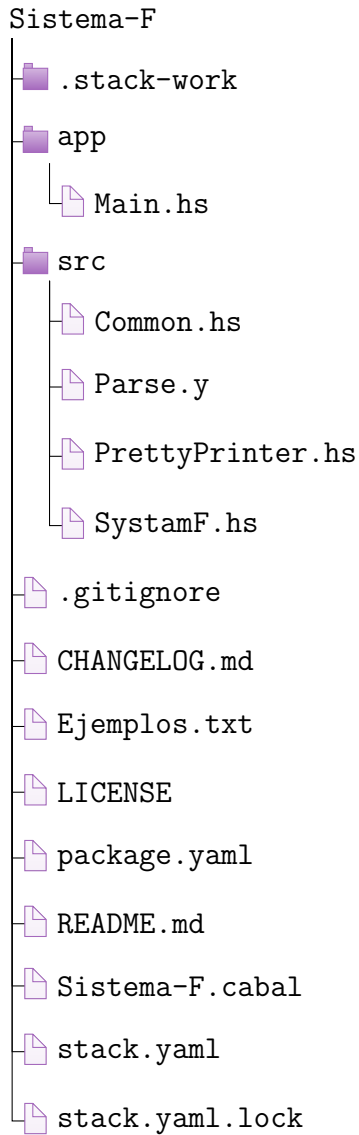 Sistema-F
.stack-work
app
Main.hs
src
Common.hs
Parse.y
PrettyPrinter.hs
SystamF.hs
.gitignore
CHANGELOG.md
Ejemplos.txt
LICENSE
package.yaml
README.md
Sistema-F.cabal
stack.yaml
stack.yaml.lock